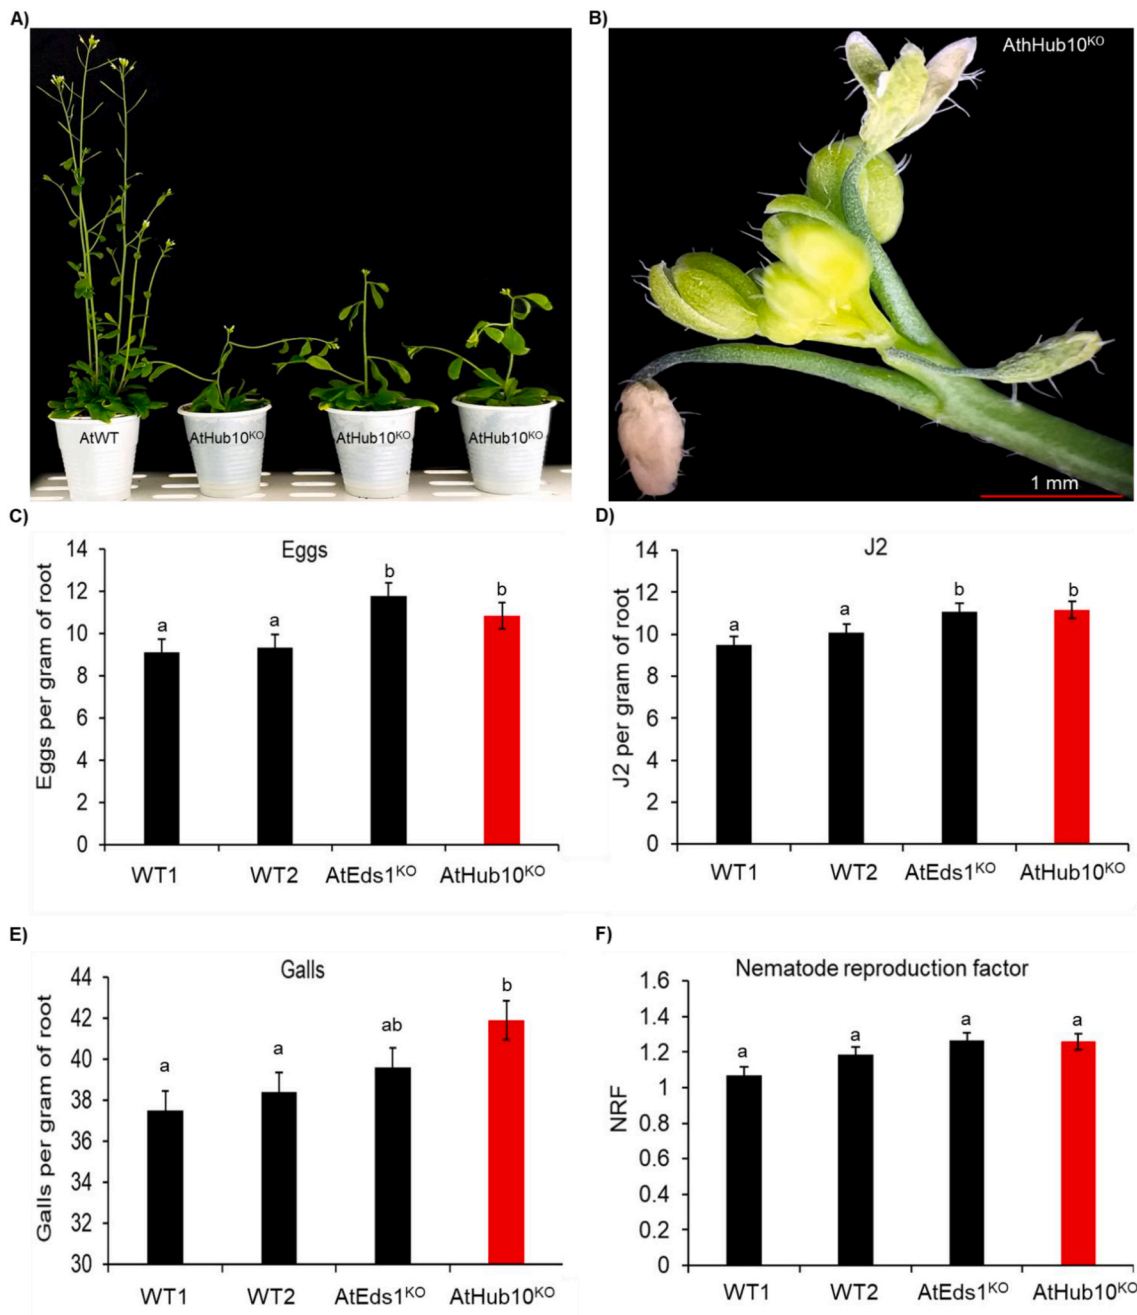 A)
B)
AthHub10ᴷᴼ
AtWT
AtHub10ᴷᴼ
AtHub10ᴷᴼ
AtHub10ᴷᴼ
1 mm
C)
Eggs
Eggs per gram of root
14
12
10
8
6
4
2
0
a
a
b
b
WT1
WT2
AtEds1ᴷᴼ
AtHub10ᴷᴼ
D)
J2
J2 per gram of root
14
12
10
8
6
4
2
0
a
a
b
b
WT1
WT2
AtEds1ᴷᴼ
AtHub10ᴷᴼ
E)
Galls
Galls per gram of root
44
42
40
38
36
34
32
30
a
a
ab
b
WT1
WT2
AtEds1ᴷᴼ
AtHub10ᴷᴼ
F)
Nematode reproduction factor
NRF
1.6
1.4
1.2
1
0.8
0.6
0.4
0.2
0
a
a
a
a
WT1
WT2
AtEds1ᴷᴼ
AtHub10ᴷᴼ